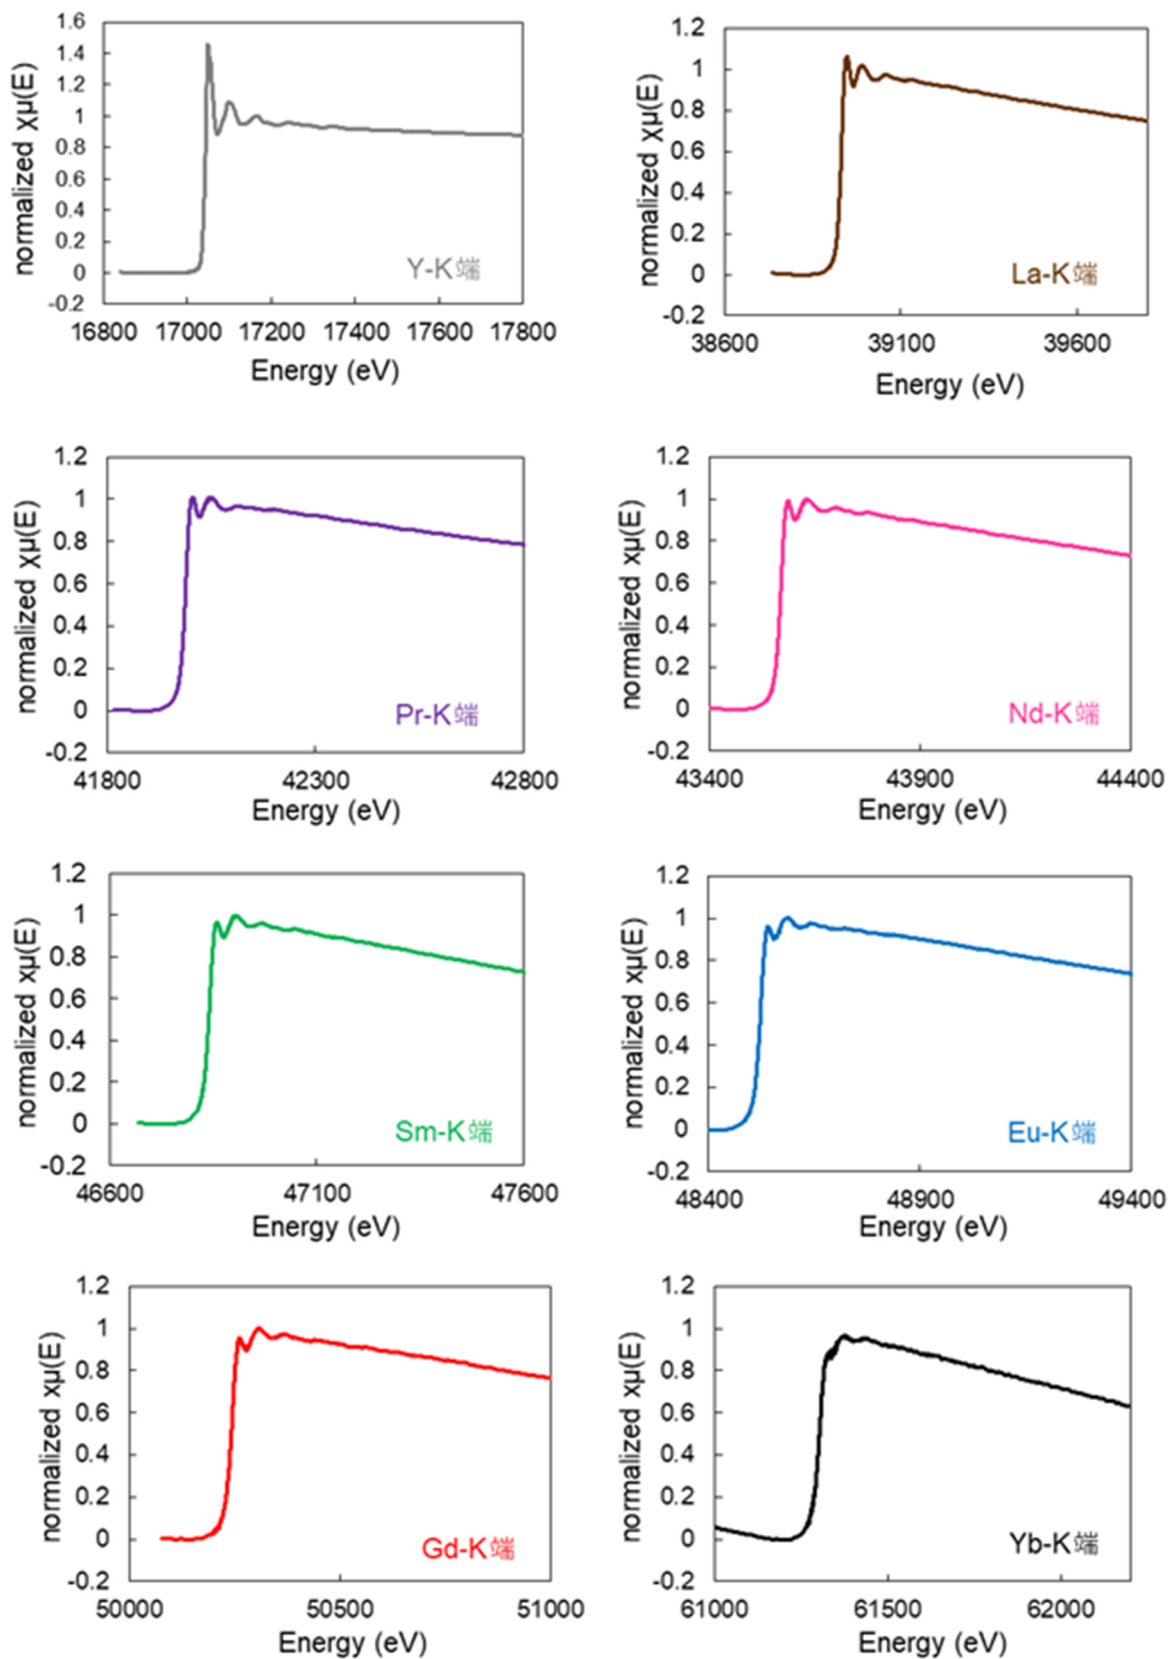 1.6
1.4
1.2
1
0.8
0.6
0.4
0.2
0
-0.2
normalized χμ(E)
Y-K端
16800 17000 17200 17400 17600 17800
Energy (eV)
1.2
1
0.8
0.6
0.4
0.2
0
-0.2
normalized χμ(E)
La-K端
38600 39100 39600
Energy (eV)
1.2
1
0.8
0.6
0.4
0.2
0
-0.2
normalized χμ(E)
Pr-K端
41800 42300 42800
Energy (eV)
1.2
1
0.8
0.6
0.4
0.2
0
-0.2
normalized χμ(E)
Nd-K端
43400 43900 44400
Energy (eV)
1.2
1
0.8
0.6
0.4
0.2
0
-0.2
normalized χμ(E)
Sm-K端
46600 47100 47600
Energy (eV)
1.2
1
0.8
0.6
0.4
0.2
0
-0.2
normalized χμ(E)
Eu-K端
48400 48900 49400
Energy (eV)
1.2
1
0.8
0.6
0.4
0.2
0
-0.2
normalized χμ(E)
Gd-K端
50000 50500 51000
Energy (eV)
1.2
1
0.8
0.6
0.4
0.2
0
-0.2
normalized χμ(E)
Yb-K端
61000 61500 62000
Energy (eV)